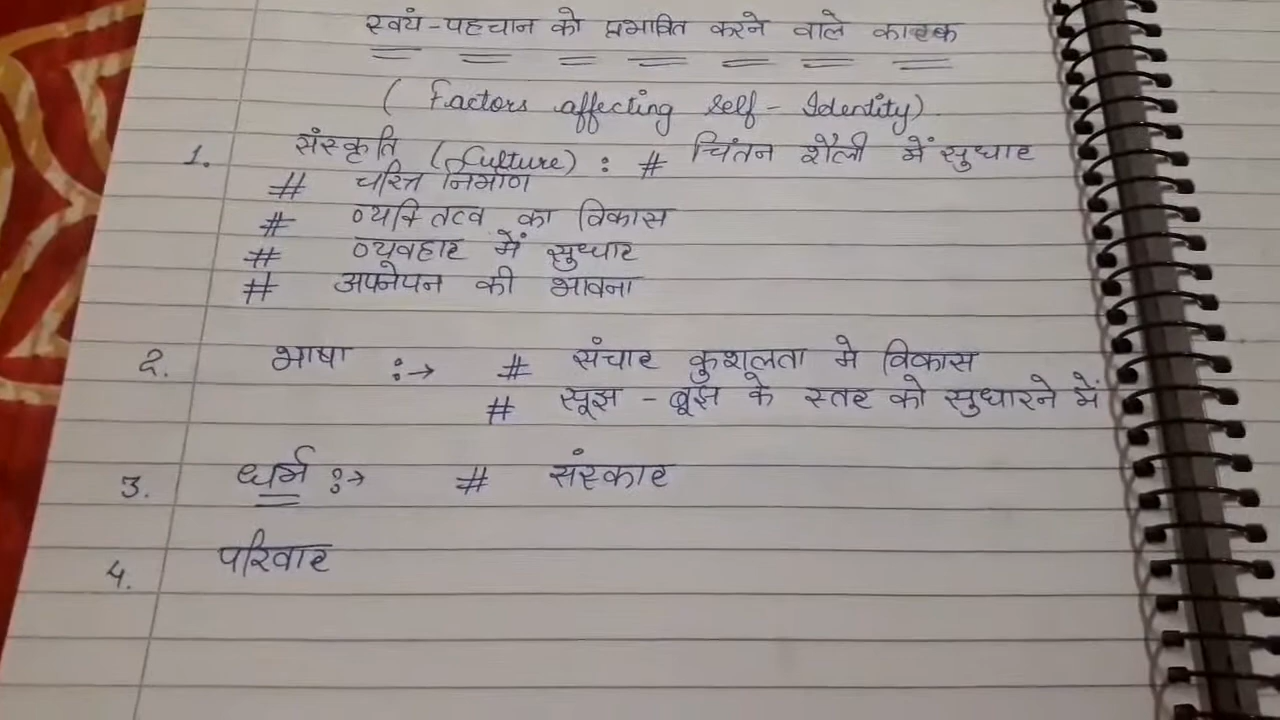 स्वयं-पहचान को प्रभावित करने वाले कारक
( Factors affecting Self - Identity)
1. संस्कृति (Culture) : # चिंतन शैली में सुधार
# चरित्र निर्माण
# व्यक्तित्व का विकास
# व्यवहार में सुधार
# अपनेपन की भावना
2. भाषा :→ # संचार कुशलता मे विकास
# सूझ - बूझ के स्तर को सुधारने में
3. धर्म :→ # संस्कार
4. परिवार